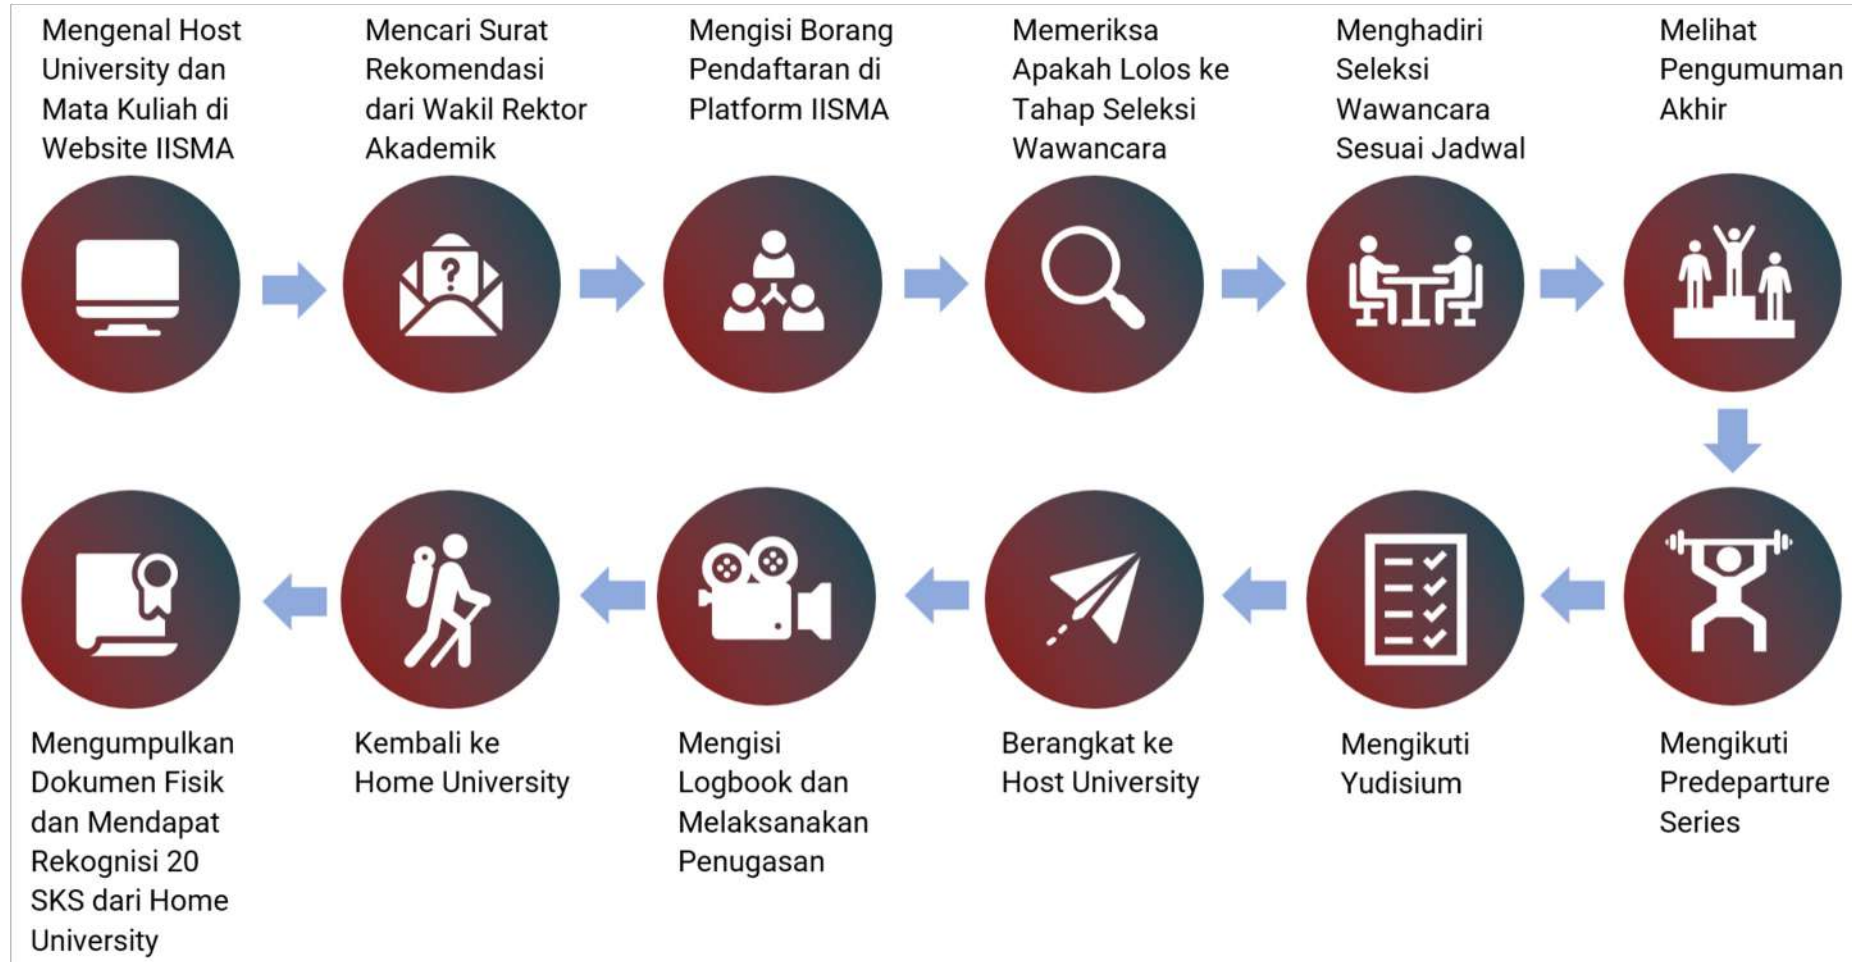 Mengenal Host
University dan
Mata Kuliah di
Website IISMA
Mencari Surat
Rekomendasi
dari Wakil Rektor
Akademik
Mengisi Borang
Pendaftaran di
Platform IISMA
Memeriksa
Apakah Lolos ke
Tahap Seleksi
Wawancara
Menghadiri
Seleksi
Wawancara
Sesuai Jadwal
Melihat
Pengumuman
Akhir
?
Mengikuti
Predeparture
Series
Mengikuti
Yudisium
Berangkat ke
Host University
Mengisi
Logbook dan
Melaksanakan
Penugasan
Kembali ke
Home University
Mengumpulkan
Dokumen Fisik
dan Mendapat
Rekognisi 20
SKS dari Home
University